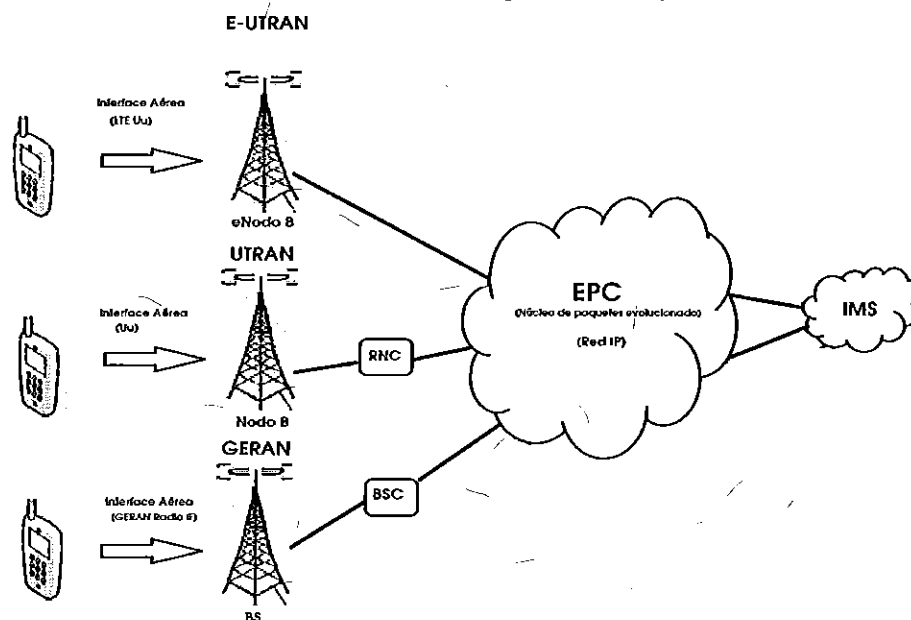 E-UTRAN
Interface Aérea
(LTE Uu)
eNodo B
UTRAN
Interface Aérea
(Uu)
RNC
Nodo B
GERAN
Interface Aérea
(GERAN Radio IF)
BSC
BS
EPC
(Núcleo de paquetes evolucionado)
(Red IP)
IMS